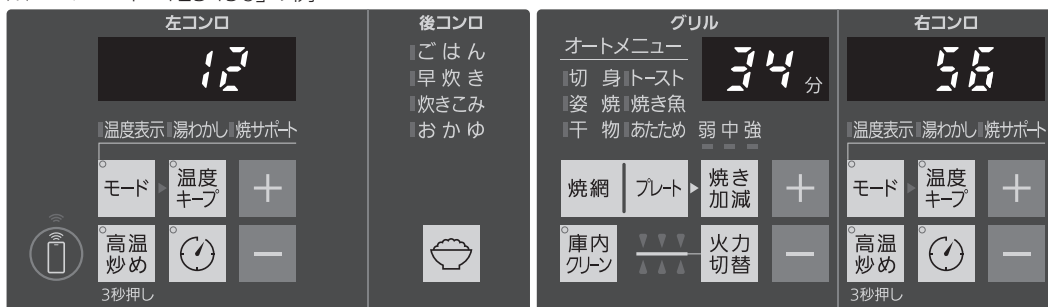 左コンロ
12
温度表示 湯わかし 焼サポート
モード
温度
キープ
+
高温
炒め
−
3秒押し
後コンロ
ごはん
早炊き
炊きこみ
おかゆ
グリル
オートメニュー
切身 トースト
姿焼 焼き魚
干物 あたため
34分
弱 中 強
焼網
プレート
焼き
加減
+
庫内
クリーン
火力
切替
−
右コンロ
56
温度表示 湯わかし 焼サポート
モード
温度
キープ
+
高温
炒め
−
3秒押し